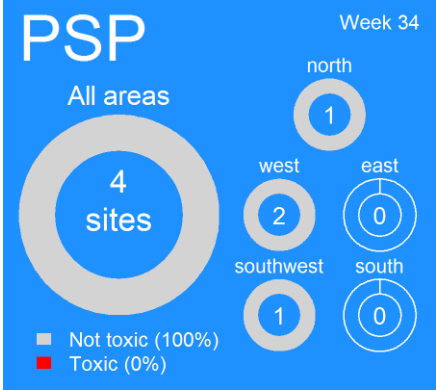 PSP
Week 34
All areas
4
sites
north
1
west
2
east
0
southwest
1
south
0
Not toxic (100%)
Toxic (0%)